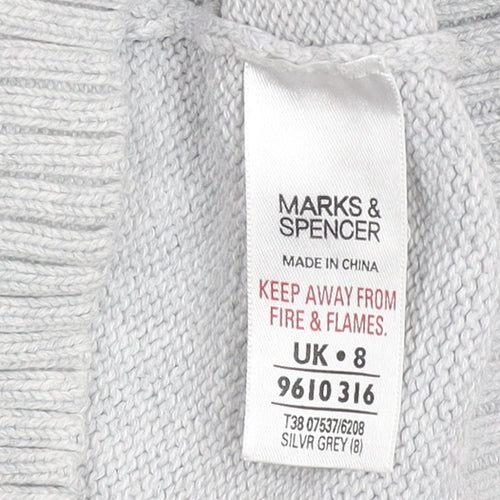 MARKS &
SPENCER
MADE IN CHINA
KEEP AWAY FROM
FIRE & FLAMES.
UK • 8
9610 316
T38 07537/6208
SILVR GREY (8)